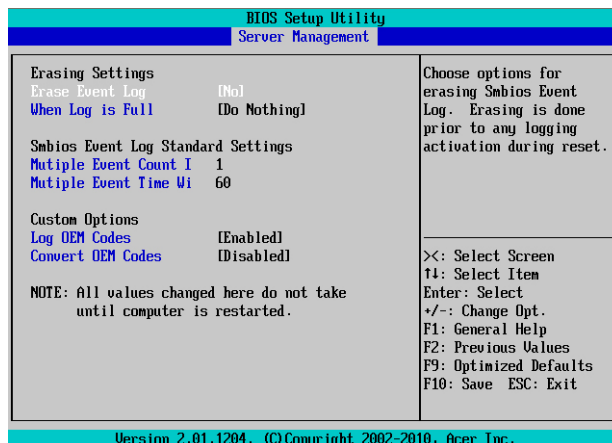 BIOS Setup Utility
Server Management
Erasing Settings
Erase Event Log [No]
When Log is Full [Do Nothing]
Smbios Event Log Standard Settings
Mutiple Event Count I 1
Mutiple Event Time Wi 60
Custom Options
Log OEM Codes [Enabled]
Convert OEM Codes [Disabled]
NOTE: All values changed here do not take
until computer is restarted.
Choose options for
erasing Smbios Event
Log. Erasing is done
prior to any logging
activation during reset.
><: Select Screen
↑↓: Select Item
Enter: Select
+/-: Change Opt.
F1: General Help
F2: Previous Values
F9: Optimized Defaults
F10: Save ESC: Exit
Version 2.01.1204. (C)Copyright 2002-2010, Acer Inc.